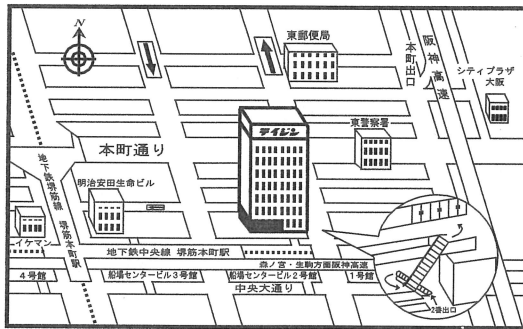 N
東郵便局
本町出口
阪神高速
シティプラザ
大阪
テイジン
東警察署
本町通り
地下鉄堺筋線 堺筋本町駅
明治安田生命ビル
イケマン
地下鉄中央線 堺筋本町駅
森ノ宮・生駒方面阪神高速
4号館
船場センタービル3号館
船場センタービル2号館
1号館
中央大通り
2番出口